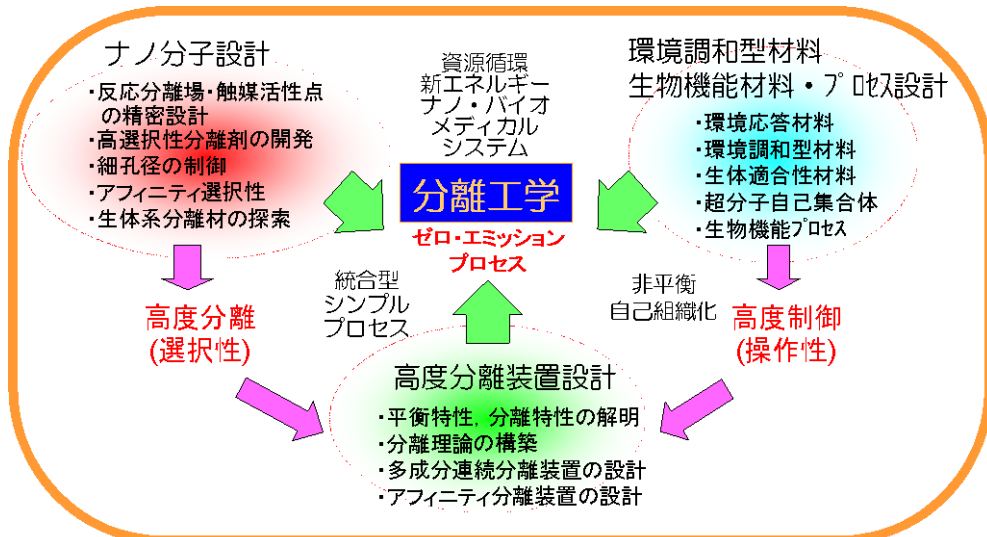 ナノ分子設計
・反応分離場・触媒活性点
の精密設計
・高選択性分離剤の開発
・細孔径の制御
・アフィニティ選択性
・生体系分離材の探索
資源循環
新エネルギー
ナノ・バイオ
メディカル
システム
分離工学
ゼロ・エミッション
プロセス
環境調和型材料
生物機能材料・プロセス設計
・環境応答材料
・環境調和型材料
・生体適合性材料
・超分子自己集合体
・生物機能プロセス
高度分離
(選択性)
統合型
シンプル
プロセス
非平衡
自己組織化
高度制御
(操作性)
高度分離装置設計
・平衡特性, 分離特性の解明
・分離理論の構築
・多成分連続分離装置の設計
・アフィニティ分離装置の設計